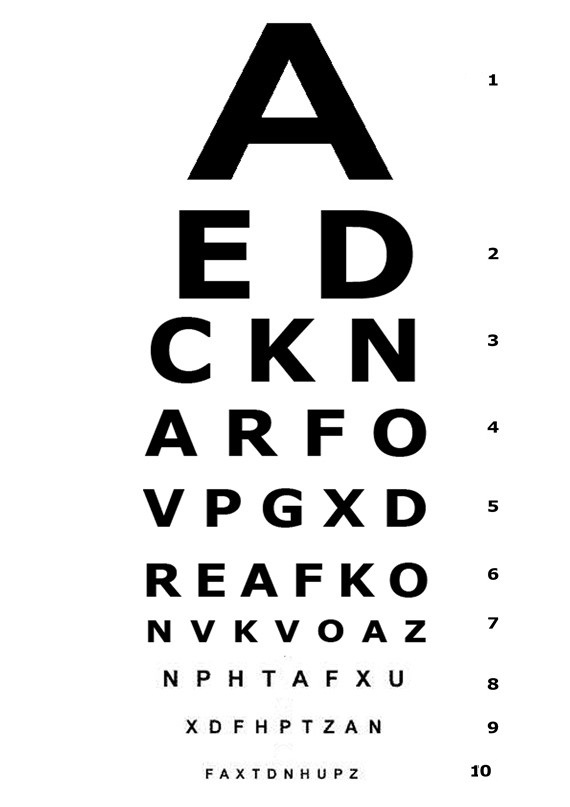 A 1
E D 2
C K N 3
A R F O 4
V P G X D 5
R E A F K O 6
N V K V O A Z 7
N P H T A F X U 8
X D F H P T Z A N 9
F A X T D N H U P Z 10